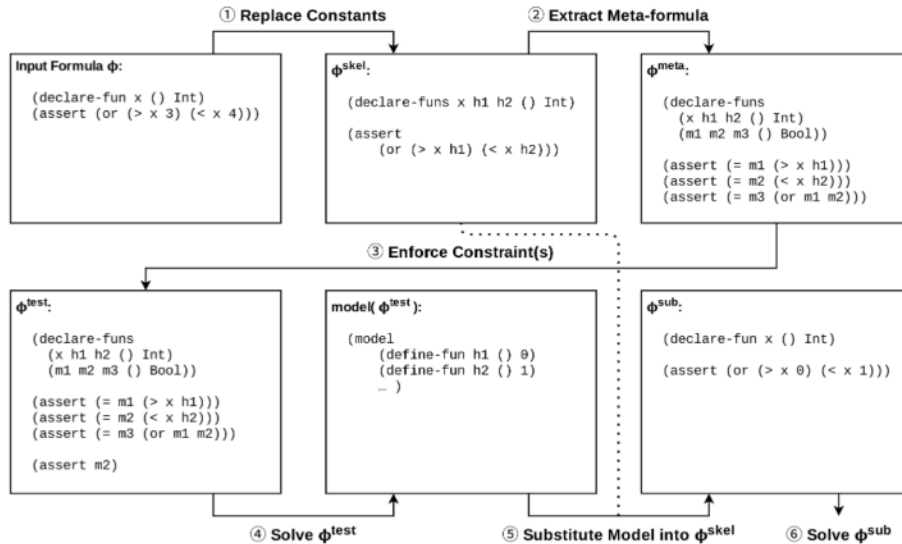 ① Replace Constants
② Extract Meta-formula
Input Formula ϕ:
(declare-fun x () Int)
(assert (or (> x 3) (< x 4)))
ϕskel:
(declare-funs x h1 h2 () Int)
(assert
(or (> x h1) (< x h2)))
ϕmeta:
(declare-funs
(x h1 h2 () Int)
(m1 m2 m3 () Bool))
(assert (= m1 (> x h1)))
(assert (= m2 (< x h2)))
(assert (= m3 (or m1 m2)))
③ Enforce Constraint(s)
ϕtest:
(declare-funs
(x h1 h2 () Int)
(m1 m2 m3 () Bool))
(assert (= m1 (> x h1)))
(assert (= m2 (< x h2)))
(assert (= m3 (or m1 m2)))
(assert m2)
model( ϕtest ):
(model
(define-fun h1 () 0)
(define-fun h2 () 1)
… )
ϕsub:
(declare-fun x () Int)
(assert (or (> x 0) (< x 1)))
④ Solve ϕtest
⑤ Substitute Model into ϕskel
⑥ Solve ϕsub